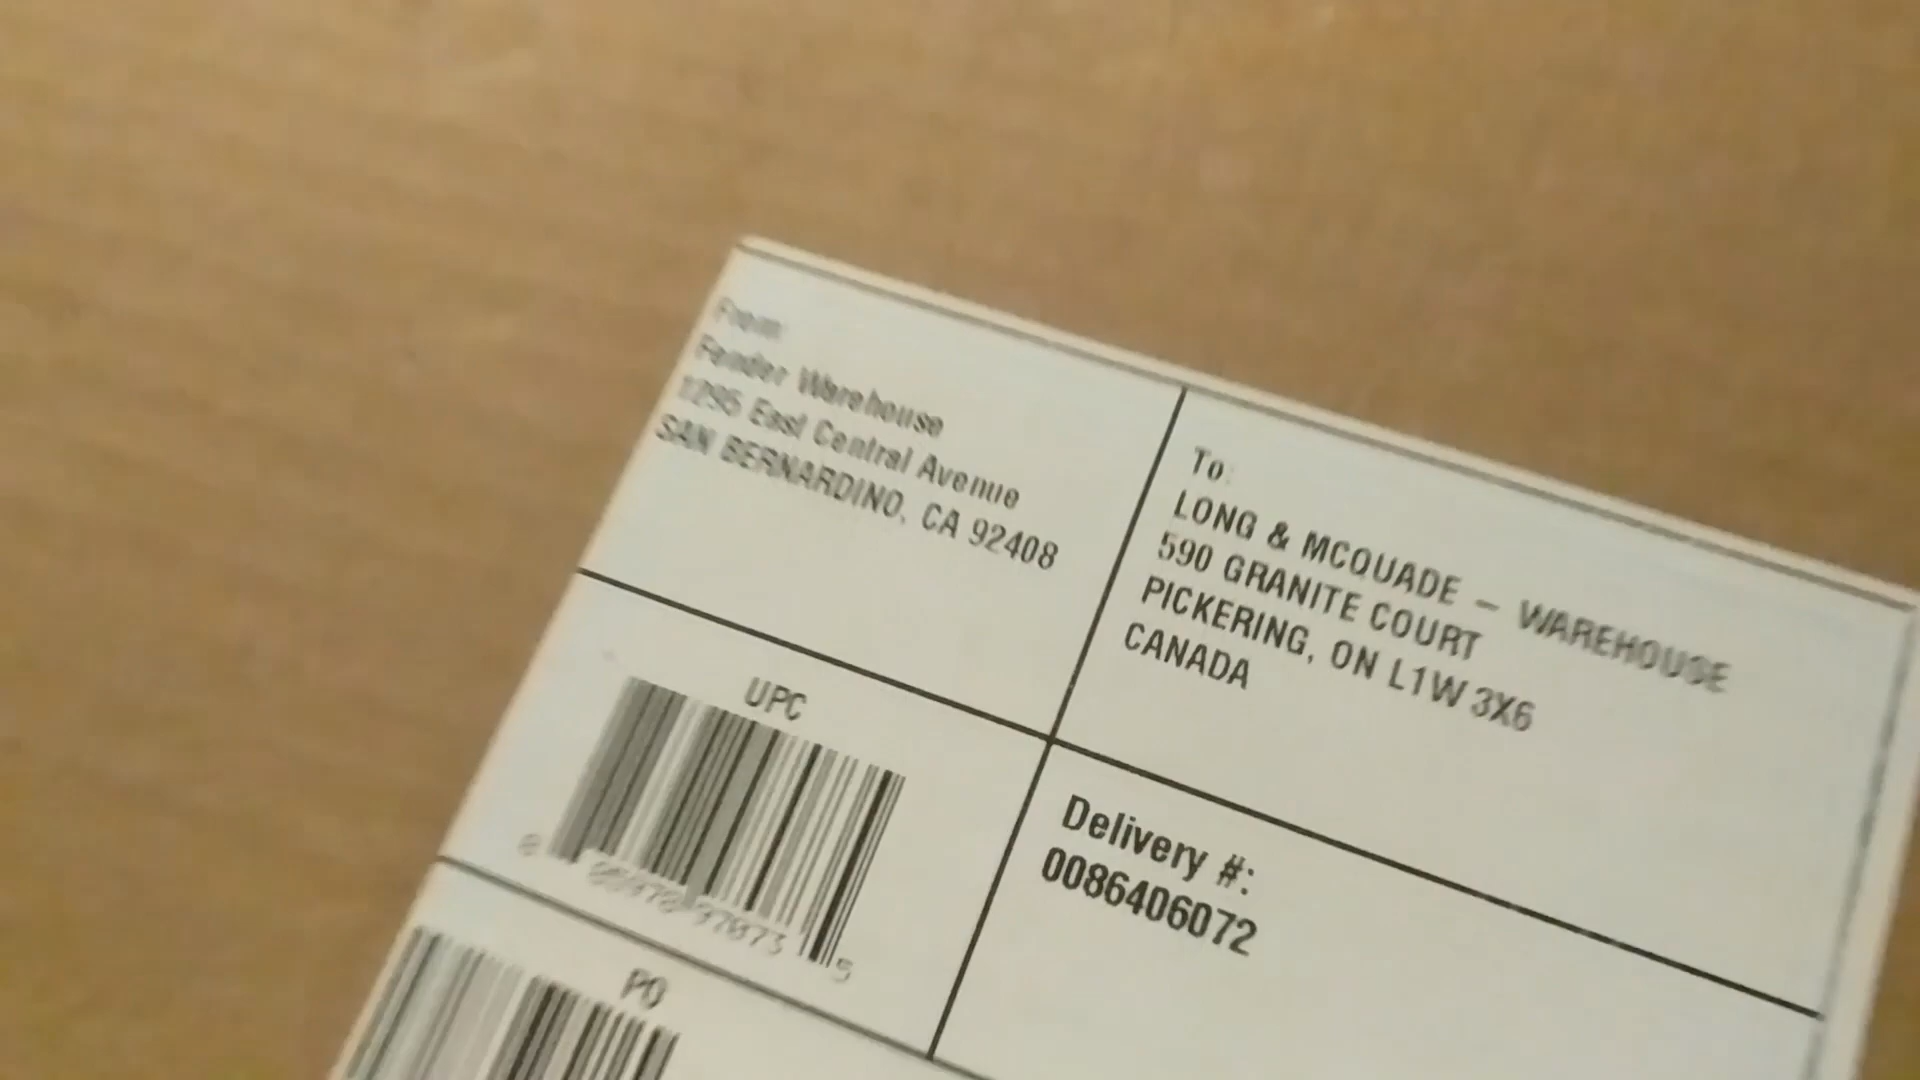 From:
Fender Warehouse
1295 East Central Avenue
SAN BERNARDINO, CA 92408
To:
LONG & MCQUADE – WAREHOUSE
590 GRANITE COURT
PICKERING, ON L1W 3X6
CANADA
UPC
5
Delivery #:
0086406072
PO